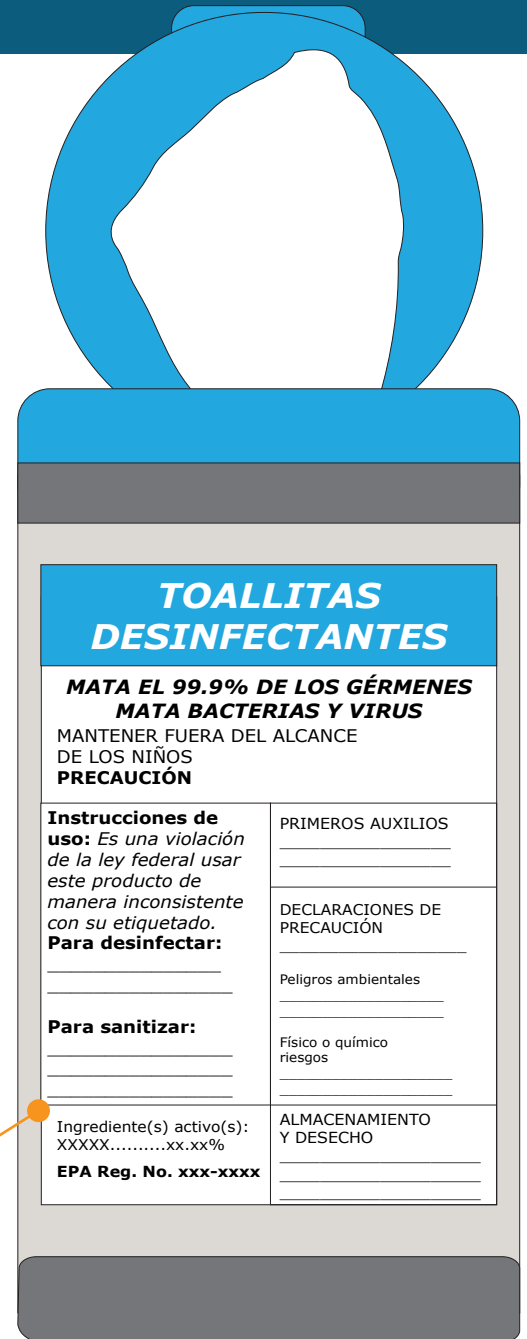 TOALLITAS
DESINFECTANTES
MATA EL 99.9% DE LOS GÉRMENES
MATA BACTERIAS Y VIRUS
MANTENER FUERA DEL ALCANCE
DE LOS NIÑOS
PRECAUCIÓN
Instrucciones de
uso: Es una violación
de la ley federal usar
este producto de
manera inconsistente
con su etiquetado.
Para desinfectar:
Para sanitizar:
Ingrediente(s) activo(s):
XXXXX..........xx.xx%
EPA Reg. No. xxx-xxxx
PRIMEROS AUXILIOS
DECLARACIONES DE
PRECAUCIÓN
Peligros ambientales
Físico o químico
riesgos
ALMACENAMIENTO
Y DESECHO